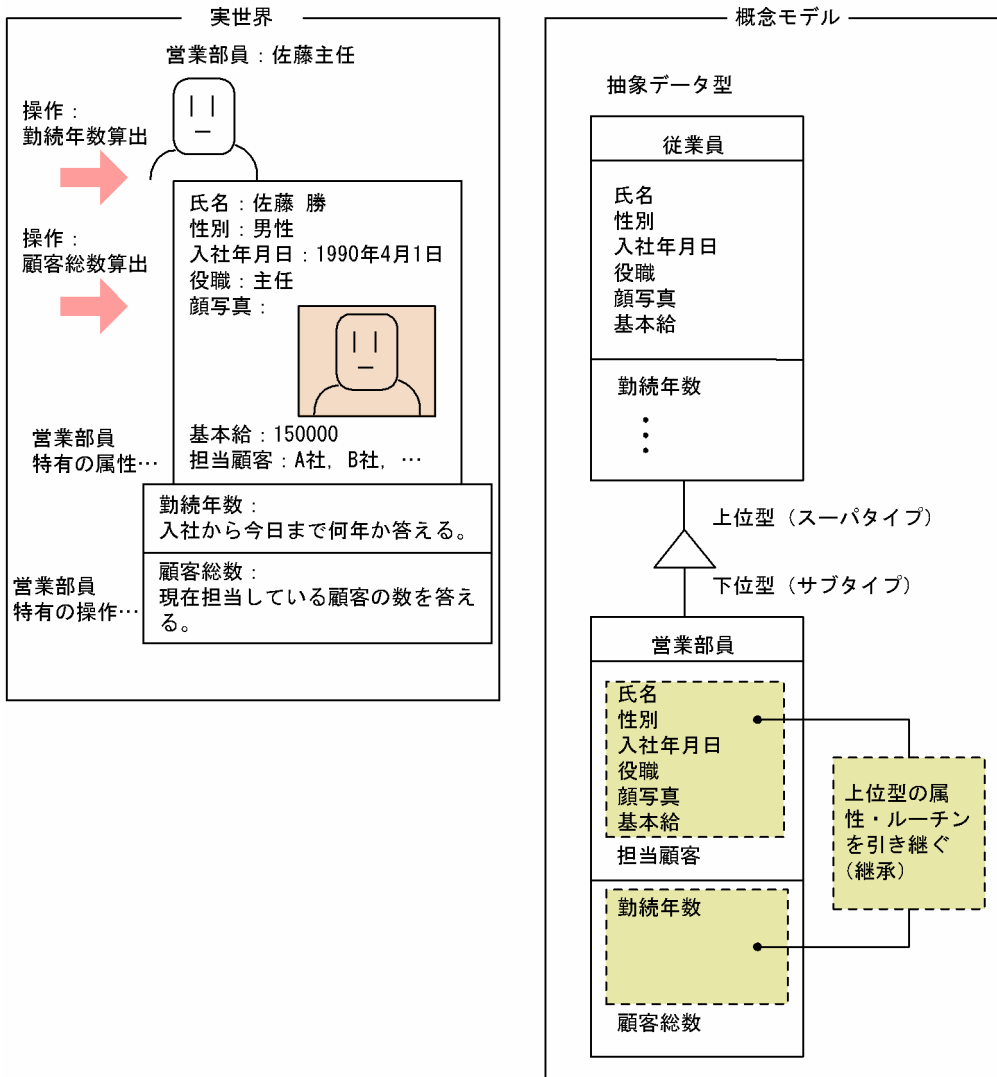 実世界
営業部員：佐藤主任
操作：
勤続年数算出
操作：
顧客総数算出
氏名：佐藤 勝
性別：男性
入社年月日：1990年4月1日
役職：主任
顔写真：
基本給：150000
担当顧客：A社，B社，…
営業部員
特有の属性…
勤続年数：
入社から今日まで何年か答える。
営業部員
特有の操作…
顧客総数：
現在担当している顧客の数を答え
る。
概念モデル
抽象データ型
従業員
氏名
性別
入社年月日
役職
顔写真
基本給
勤続年数
⋮
上位型（スーパタイプ）
下位型（サブタイプ）
営業部員
氏名
性別
入社年月日
役職
顔写真
基本給
担当顧客
勤続年数
顧客総数
上位型の属
性・ルーチン
を引き継ぐ
（継承）